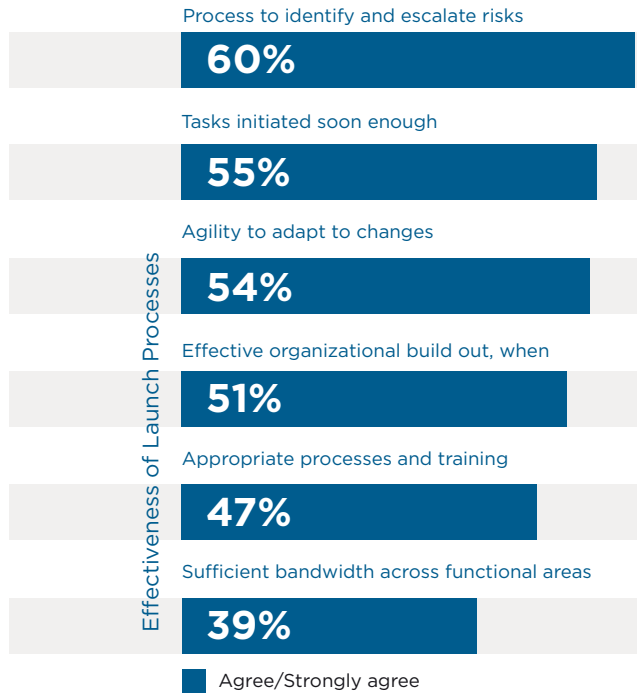 Process to identify and escalate risks
60%
Tasks initiated soon enough
55%
Agility to adapt to changes
54%
Effective organizational build out, when
51%
Appropriate processes and training
47%
Sufficient bandwidth across functional areas
39%
Effectiveness of Launch Processes
Agree/Strongly agree